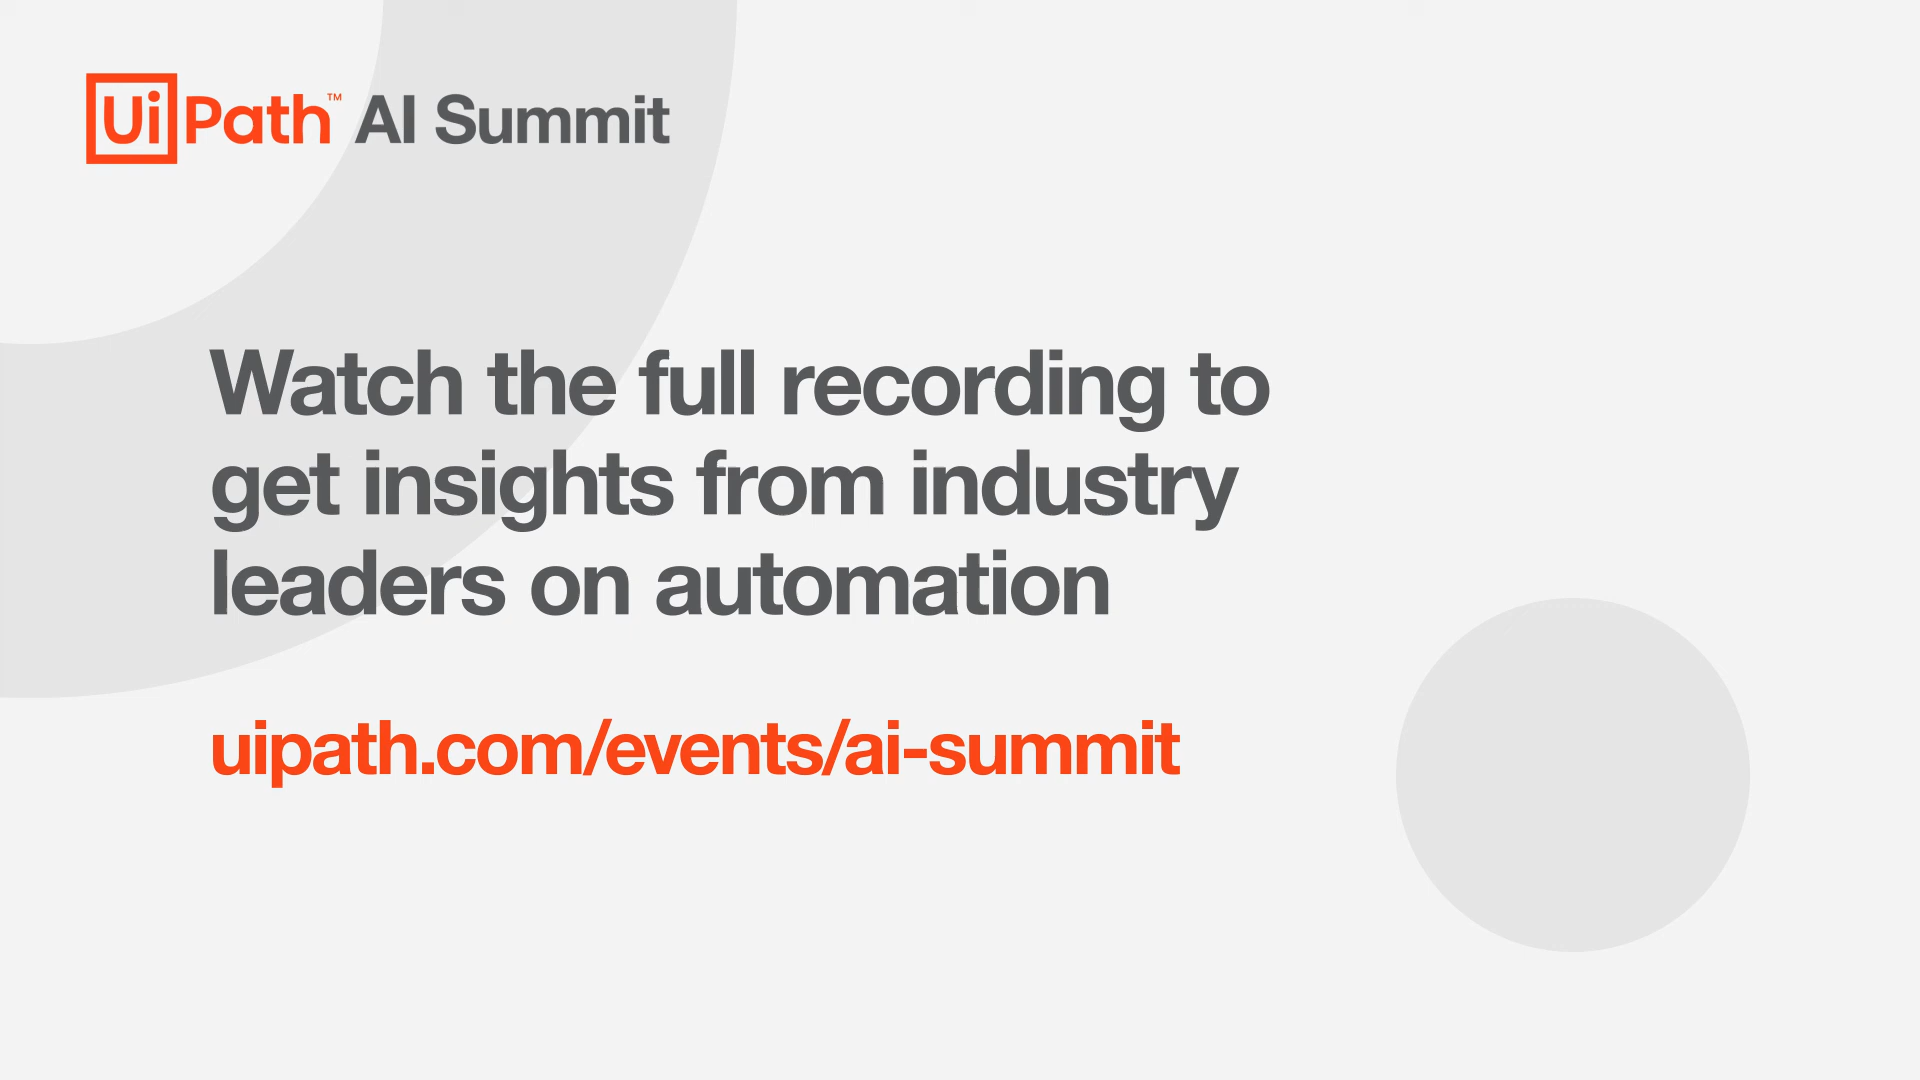 UiPath™ AI Summit
Watch the full recording to
get insights from industry
leaders on automation
uipath.com/events/ai-summit